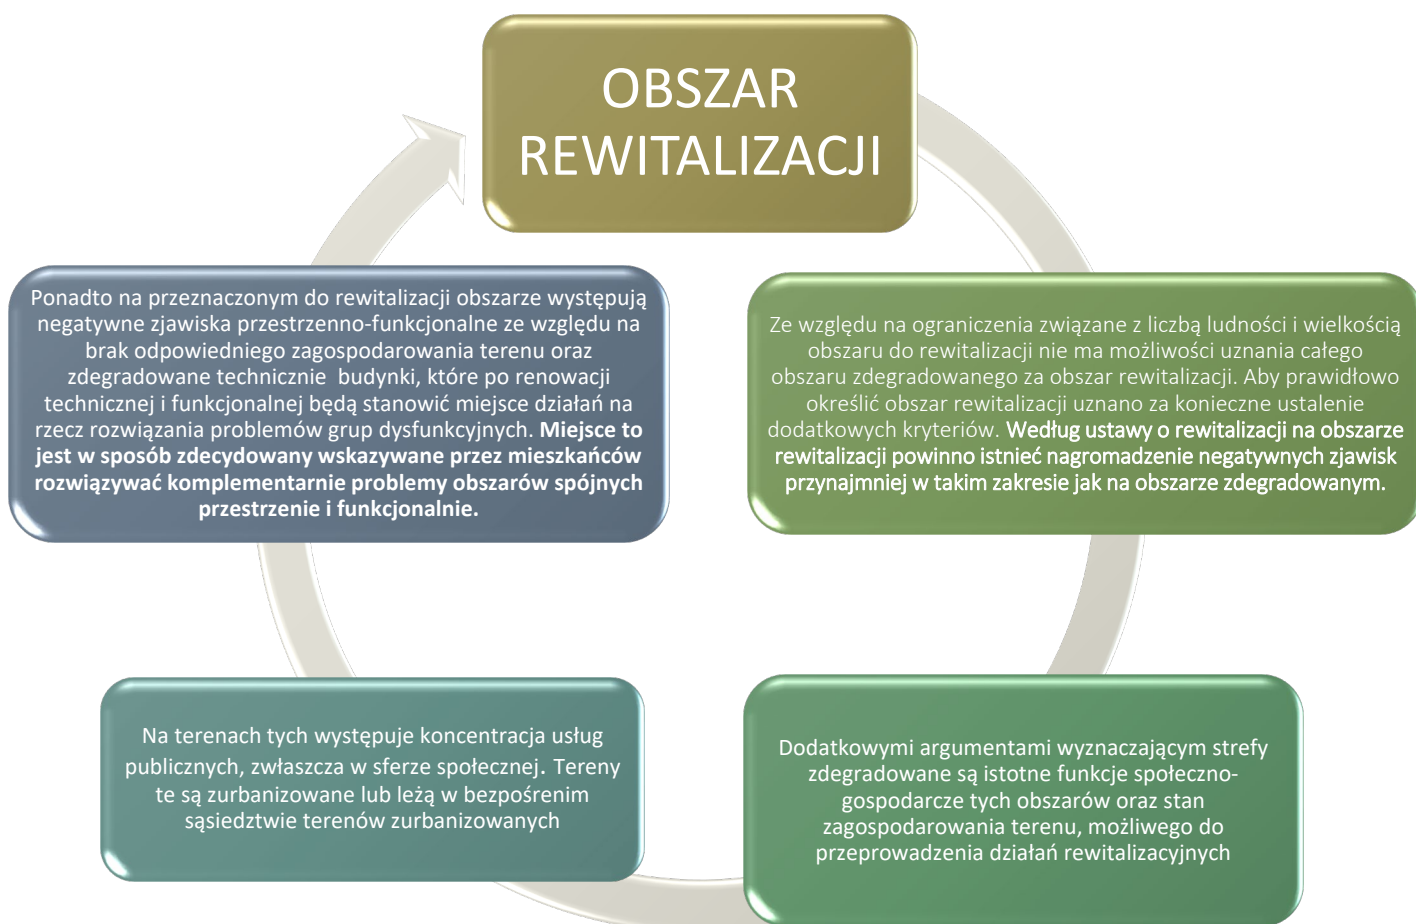 OBSZAR
REWITALIZACJI
Ze względu na ograniczenia związane z liczbą ludności i wielkością
obszaru do rewitalizacji nie ma możliwości uznania całego
obszaru zdegradowanego za obszar rewitalizacji. Aby prawidłowo
określić obszar rewitalizacji uznano za konieczne ustalenie
dodatkowych kryteriów. Według ustawy o rewitalizacji na obszarze
rewitalizacji powinno istnieć nagromadzenie negatywnych zjawisk
przynajmniej w takim zakresie jak na obszarze zdegradowanym.
Dodatkowymi argumentami wyznaczającym strefy
zdegradowane są istotne funkcje społeczno-
gospodarcze tych obszarów oraz stan
zagospodarowania terenu, możliwego do
przeprowadzenia działań rewitalizacyjnych
Na terenach tych występuje koncentracja usług
publicznych, zwłaszcza w sferze społecznej. Tereny
te są zurbanizowane lub leżą w bezpośrenim
sąsiedztwie terenów zurbanizowanych
Ponadto na przeznaczonym do rewitalizacji obszarze występują
negatywne zjawiska przestrzenno-funkcjonalne ze względu na
brak odpowiedniego zagospodarowania terenu oraz
zdegradowane technicznie budynki, które po renowacji
technicznej i funkcjonalnej będą stanowić miejsce działań na
rzecz rozwiązania problemów grup dysfunkcyjnych. Miejsce to
jest w sposób zdecydowany wskazywane przez mieszkańców
rozwiązywać komplementarnie problemy obszarów spójnych
przestrzenie i funkcjonalnie.